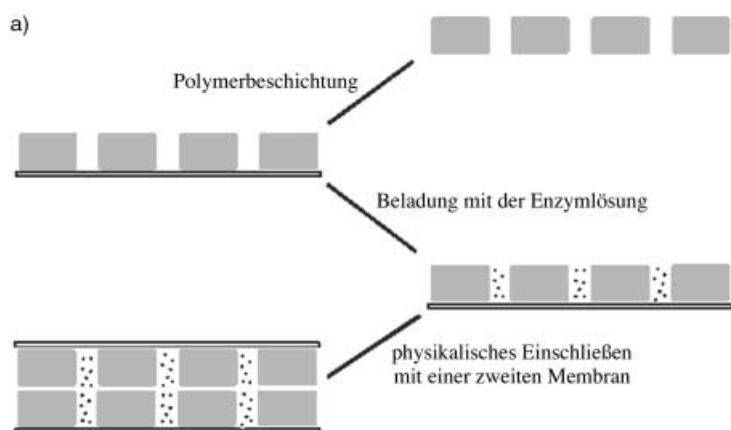 a)
Polymerbeschichtung
Beladung mit der Enzymlösung
physikalisches Einschließen
mit einer zweiten Membran